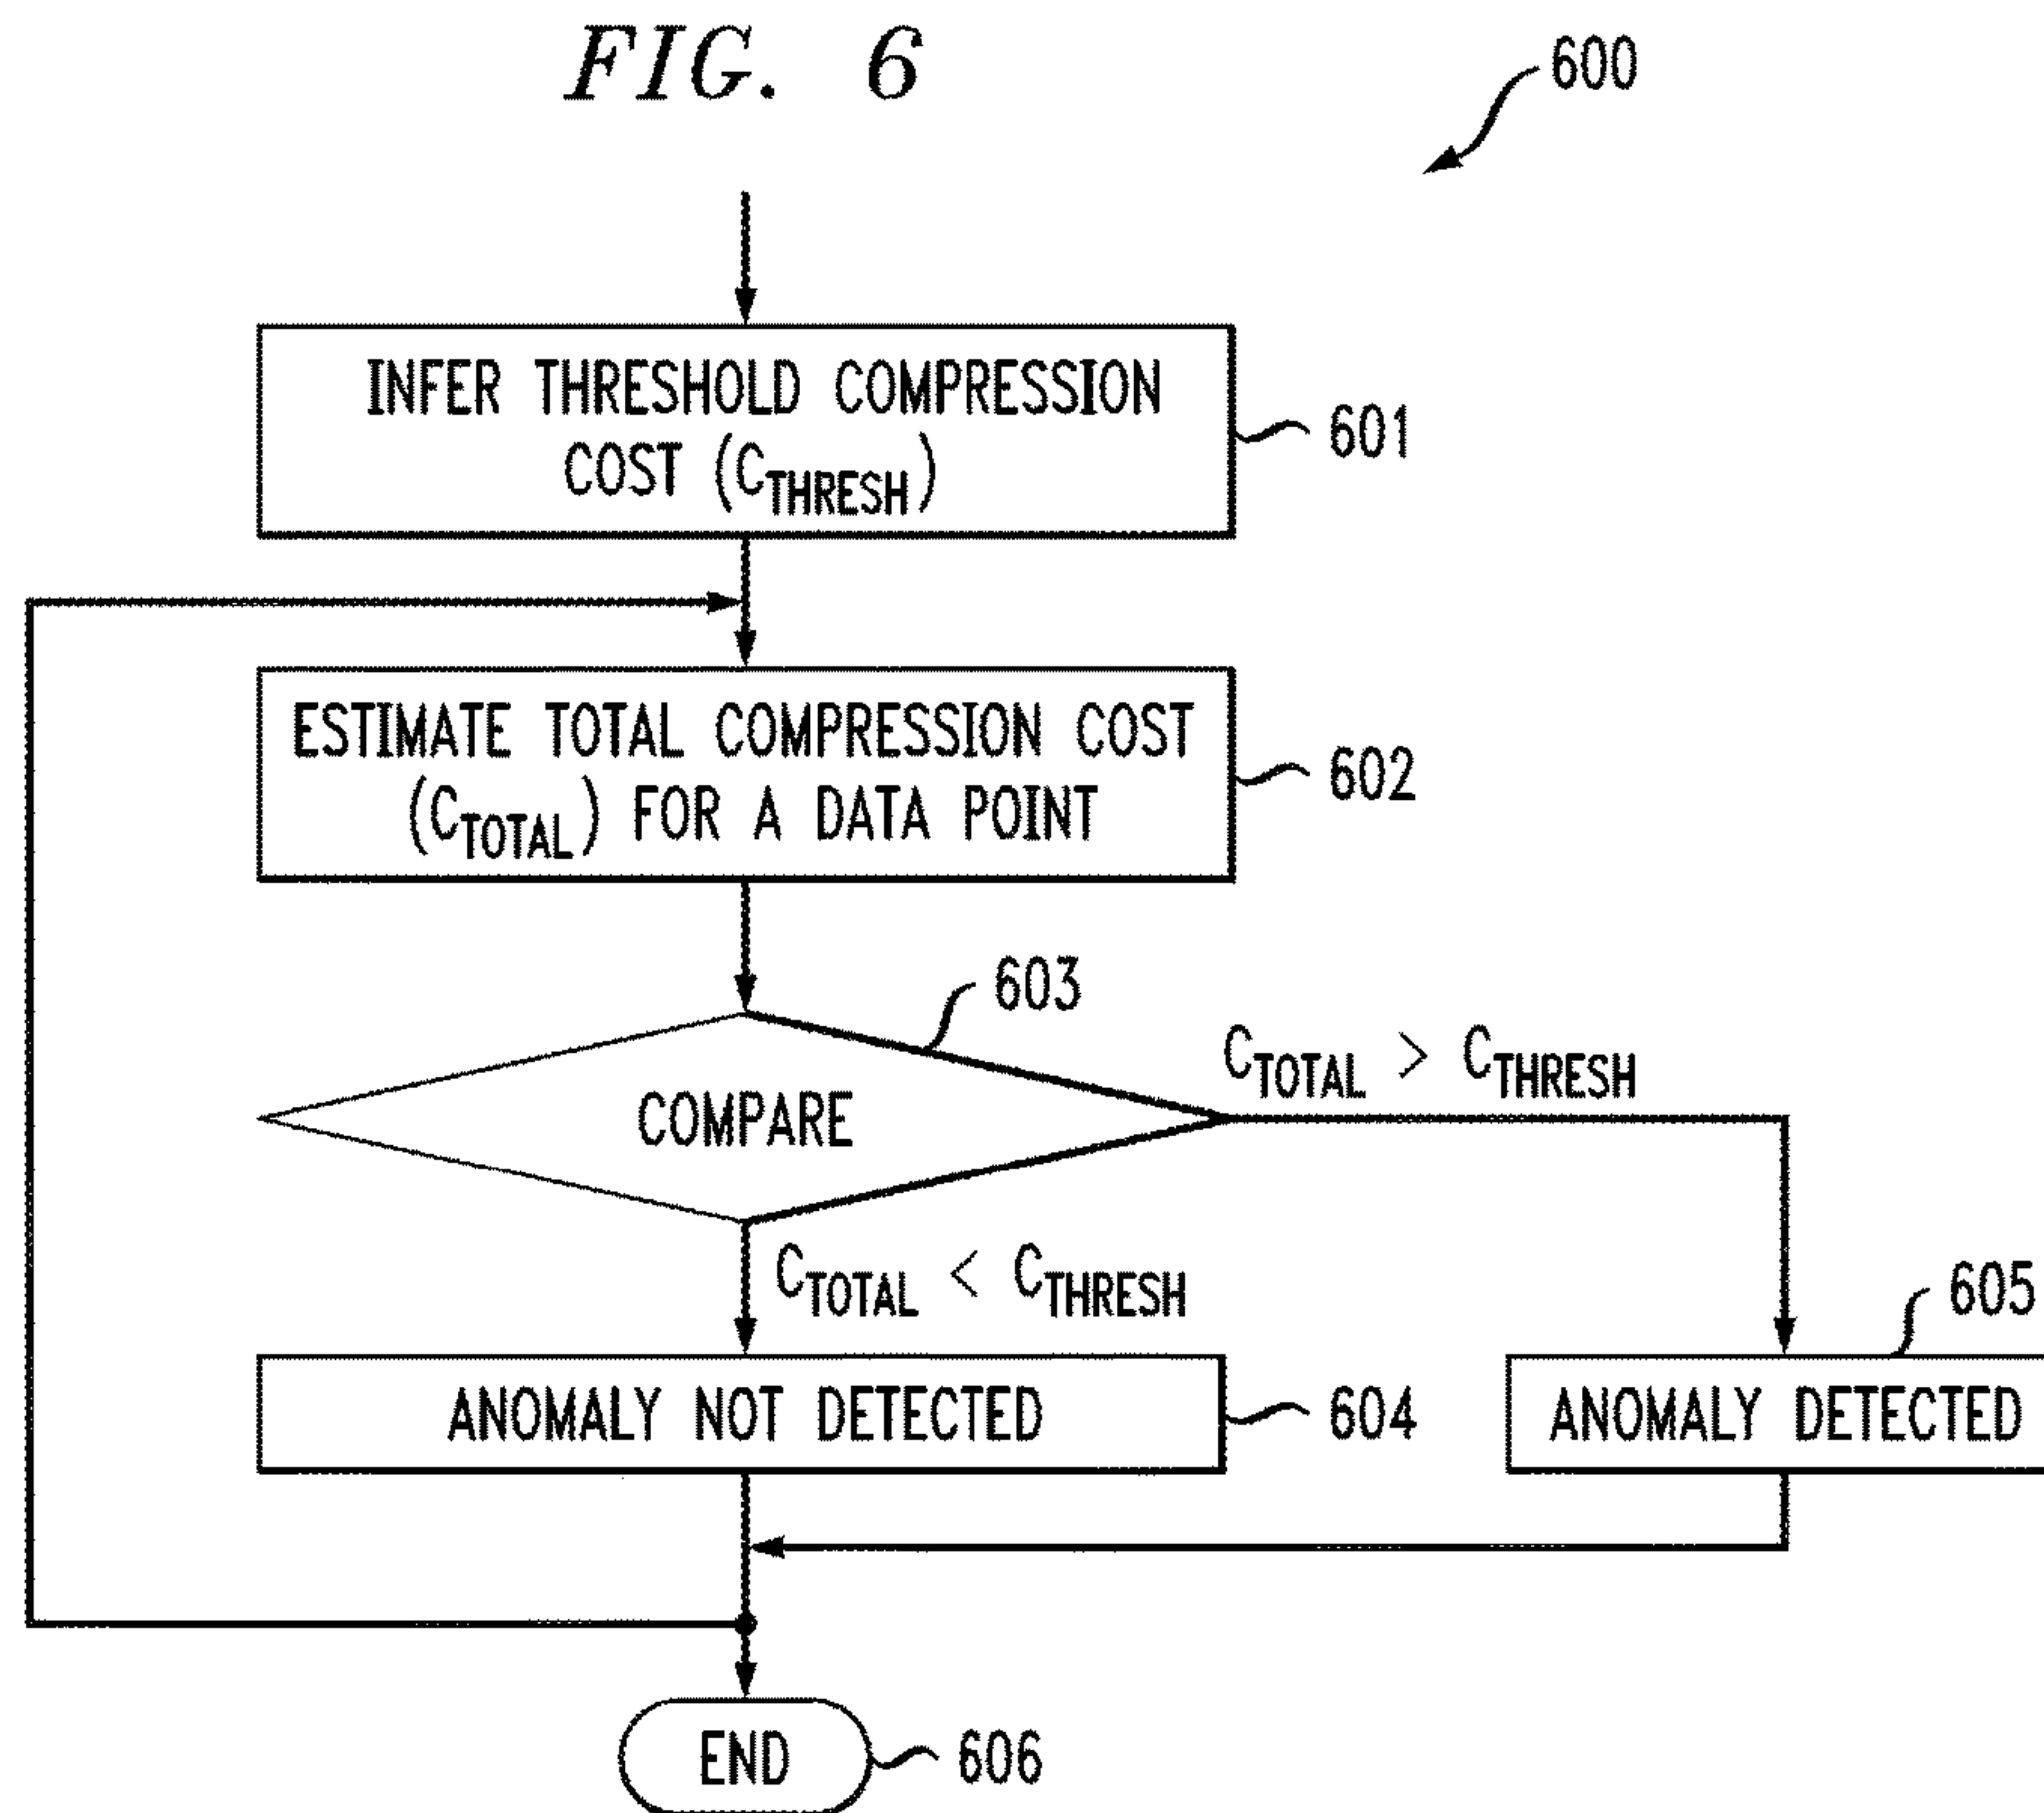 FIG. 6
600
INFER THRESHOLD COMPRESSION
COST (CTHRESH)
601
ESTIMATE TOTAL COMPRESSION COST
(CTOTAL) FOR A DATA POINT
602
603
COMPARE
CTOTAL > CTHRESH
CTOTAL < CTHRESH
605
ANOMALY NOT DETECTED
604
ANOMALY DETECTED
END
606